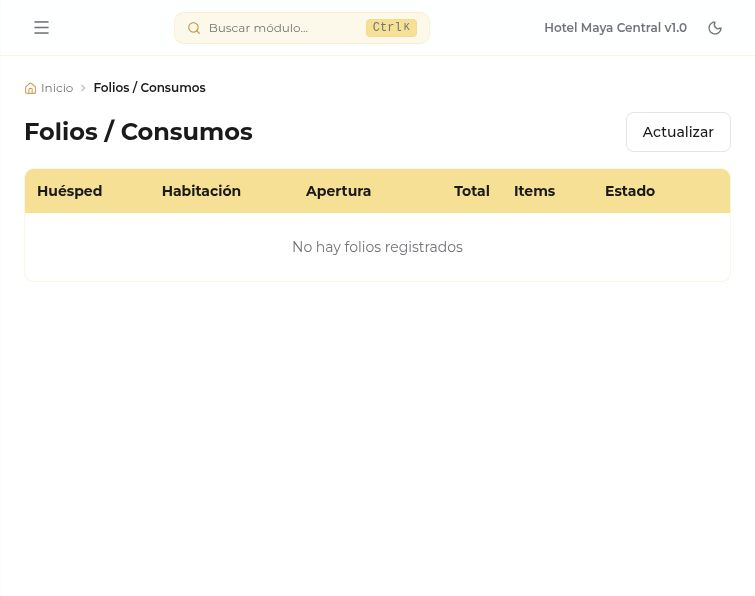 Buscar módulo... Ctrl K Hotel Maya Central v1.0
Inicio > Folios / Consumos
Folios / Consumos Actualizar
Huésped Habitación Apertura Total Items Estado
No hay folios registrados